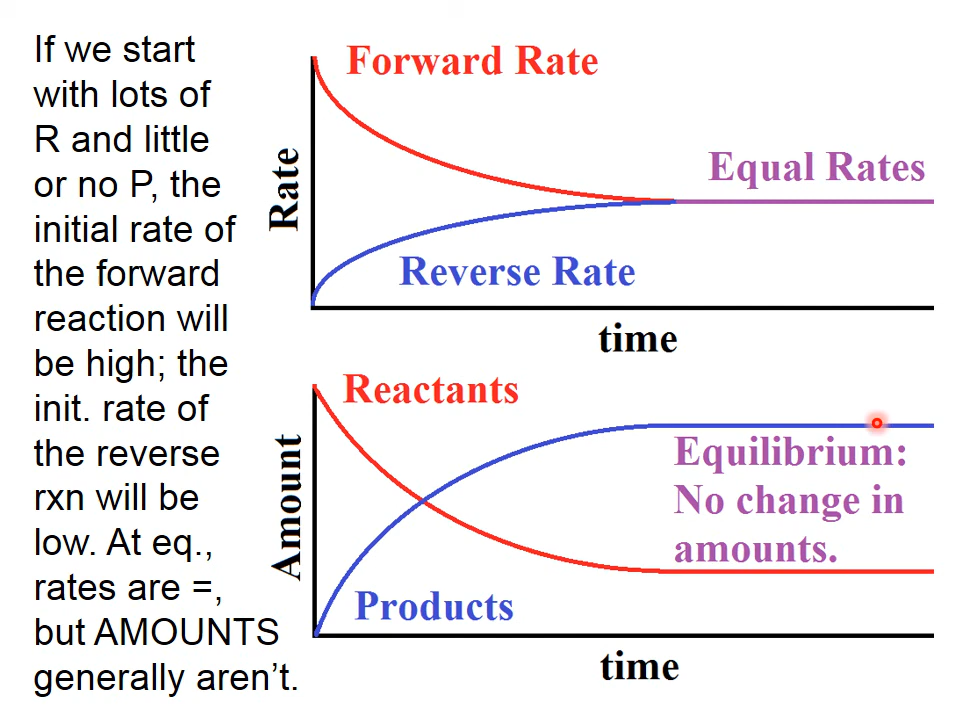 If we start
with lots of
R and little
or no P, the
initial rate of
the forward
reaction will
be high; the
init. rate of
the reverse
rxn will be
low. At eq.,
rates are =,
but AMOUNTS
generally aren’t.
Forward Rate
Rate
Equal Rates
Reverse Rate
time
Reactants
Amount
Equilibrium:
No change in
amounts.
Products
time